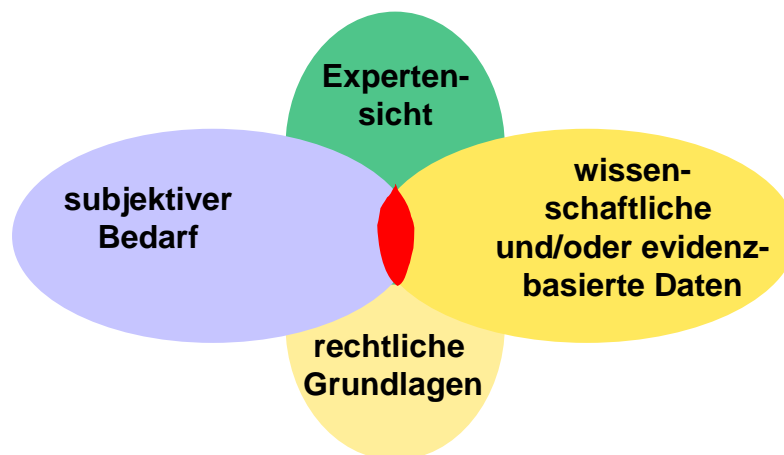 Experten-
sicht
subjektiver
Bedarf
wissen-
schaftliche
und/oder evidenz-
basierte Daten
rechtliche
Grundlagen